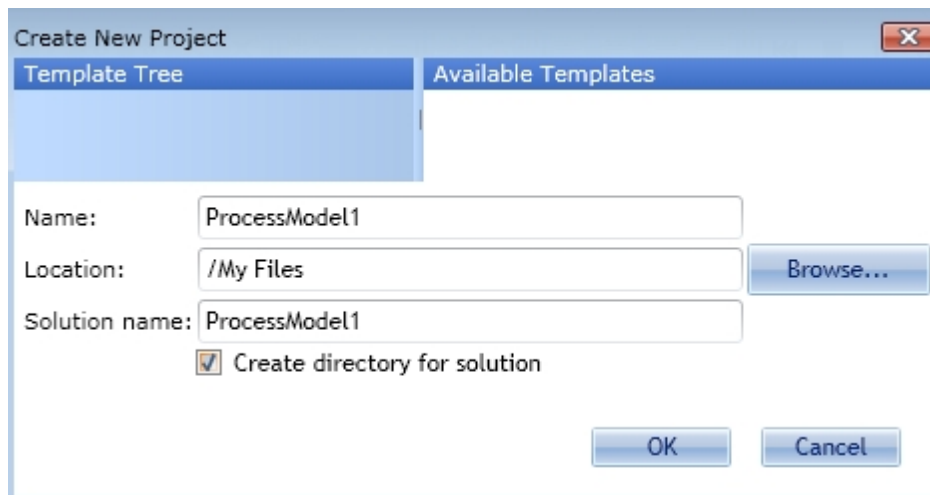 Create New Project
Template Tree
Available Templates
Name:
ProcessModel1
Location:
/My Files
Browse...
Solution name:
ProcessModel1
Create directory for solution
OK
Cancel